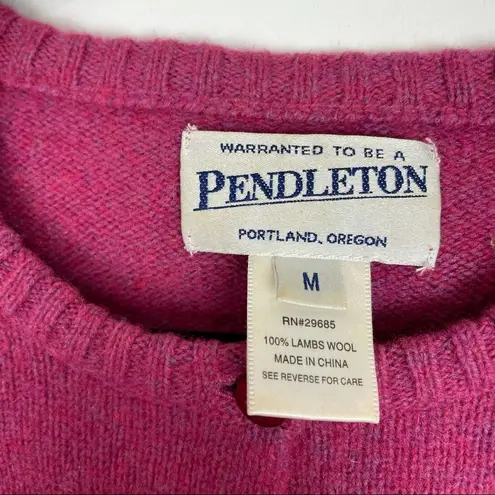 WARRANTED TO BE A
PENDLETON
PORTLAND, OREGON
M
RN#29685
100% LAMBS WOOL
MADE IN CHINA
SEE REVERSE FOR CARE